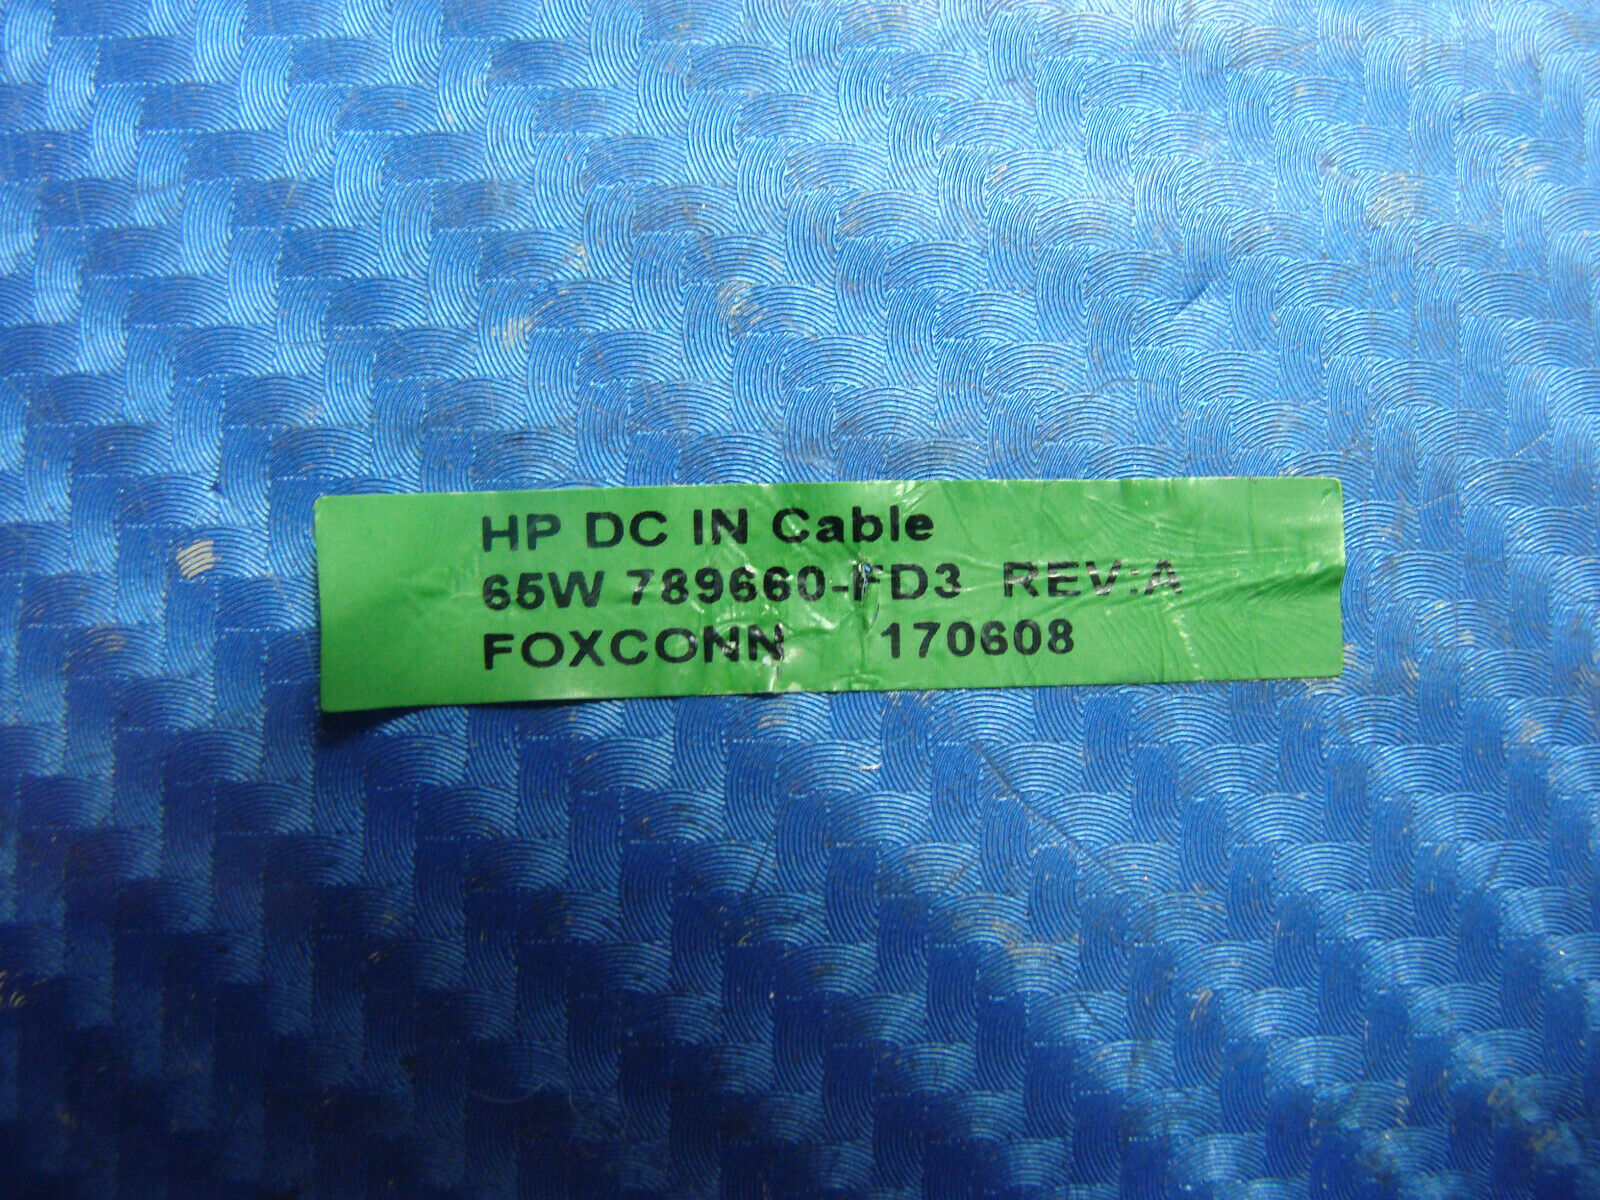 HP DC IN Cable
65W 789660-FD3 REV:A
FOXCONN 170608